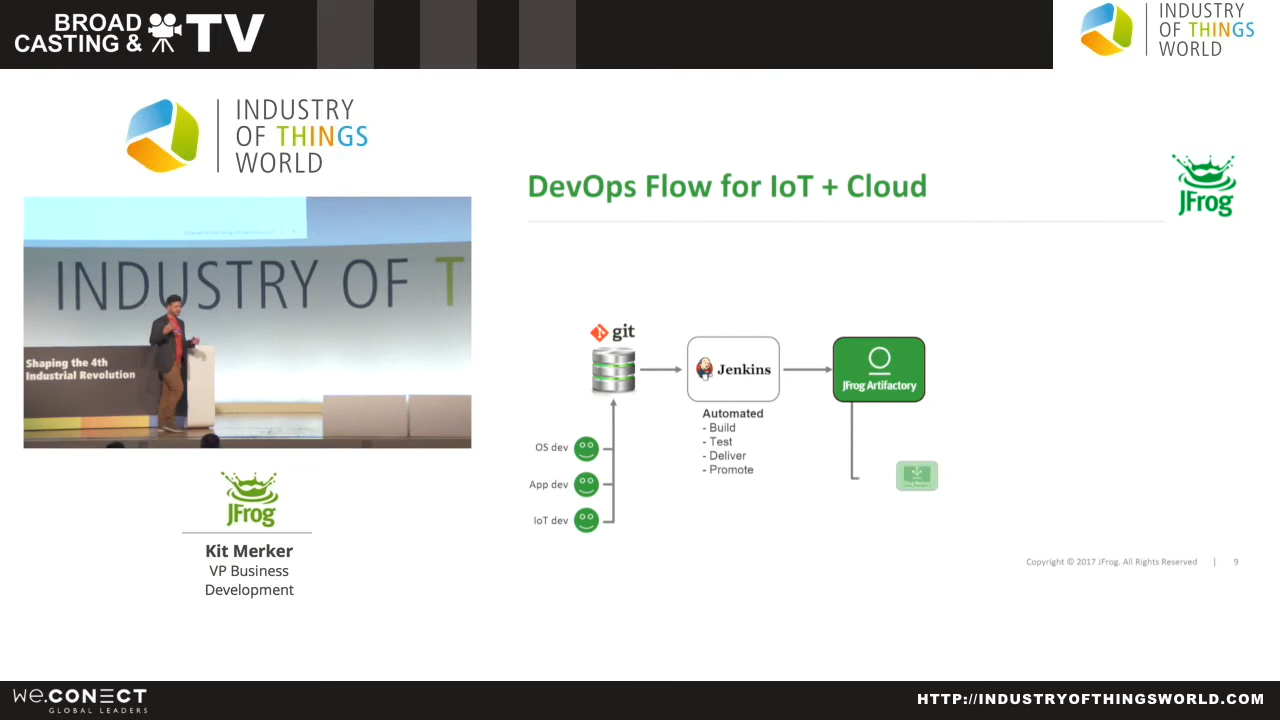 BROAD
CASTING & TV
INDUSTRY
OF THINGS
WORLD
INDUSTRY
OF THINGS
WORLD
INDUSTRY OF T
Shaping the 4th
Industrial Revolution
JFrog
Kit Merker
VP Business
Development
DevOps Flow for IoT + Cloud
JFrog
git
Jenkins
JFrog Artifactory
Automated
- Build
- Test
- Deliver
- Promote
OS dev
App dev
IoT dev
Copyright © 2017 JFrog. All Rights Reserved | 9
we.CONECT
GLOBAL LEADERS
HTTP://INDUSTRYOFTHINGSWORLD.COM